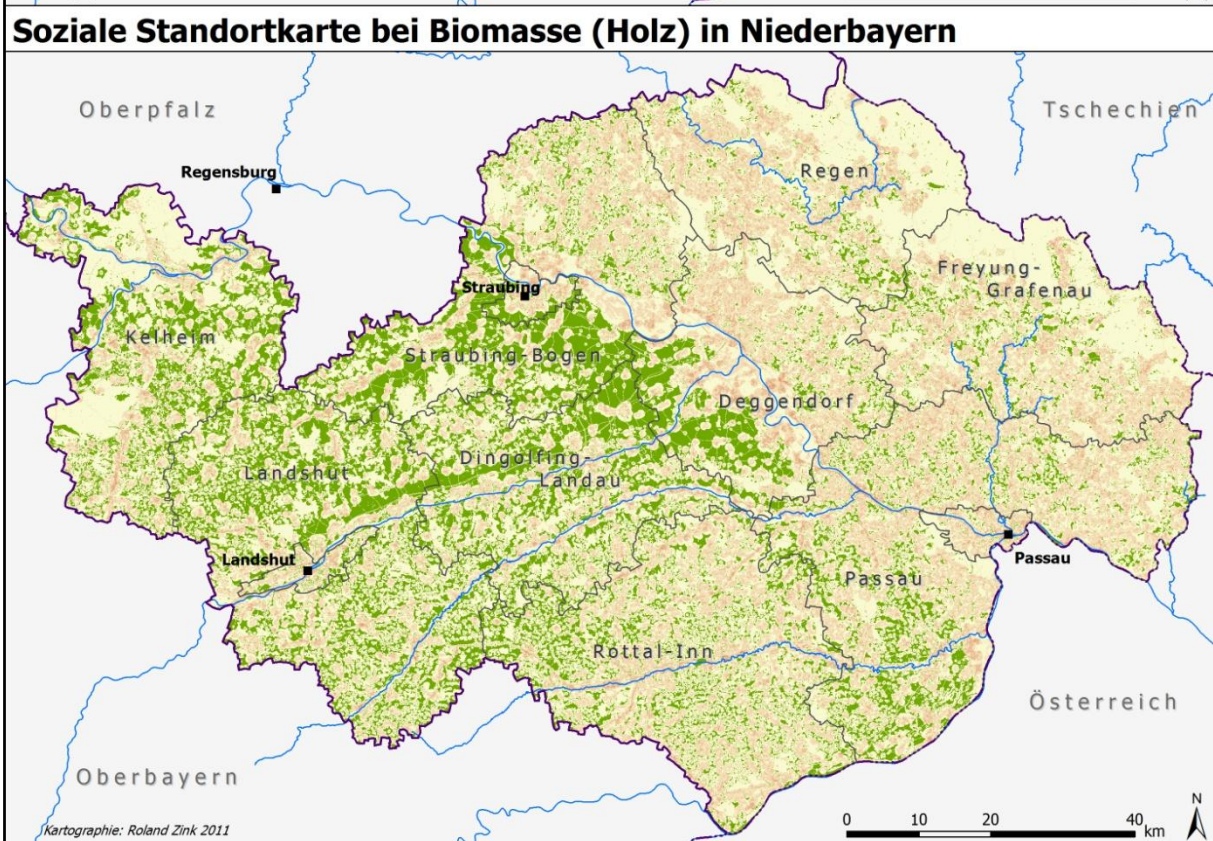 Soziale Standortkarte bei Biomasse (Holz) in Niederbayern
Oberpfalz
Tschechien
Regensburg
Regen
Freyung-
Grafenau
Straubing
Kelheim
Straubing-Bogen
Deggendorf
Landshut
Dingolfing-
Landau
Landshut
Passau
Passau
Rottal-Inn
Österreich
Oberbayern
Kartographie: Roland Zink 2011
0 10 20 40 km
N